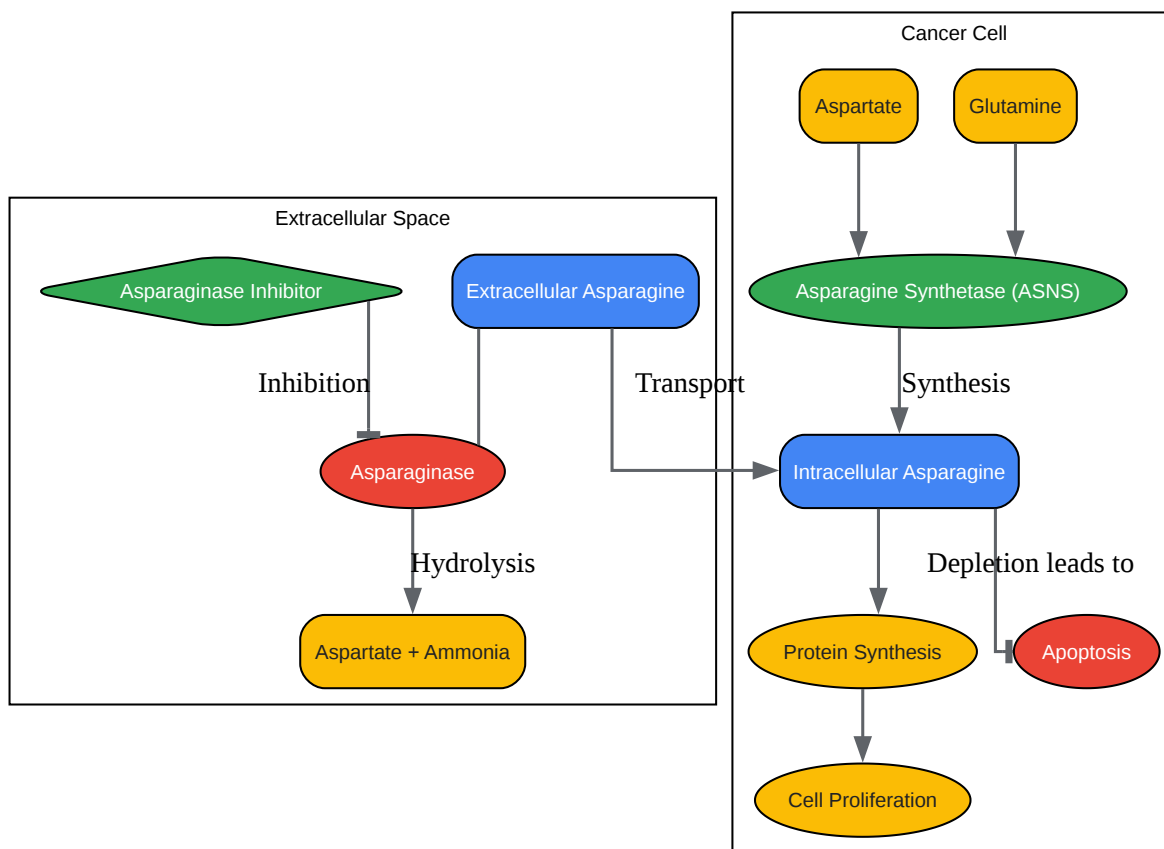 Cancer Cell
Aspartate
Glutamine
Extracellular Space
Asparaginase Inhibitor
Extracellular Asparagine
Asparagine Synthetase (ASNS)
Inhibition
Transport
Synthesis
Asparaginase
Intracellular Asparagine
Hydrolysis
Depletion leads to
Aspartate + Ammonia
Protein Synthesis
Apoptosis
Cell Proliferation